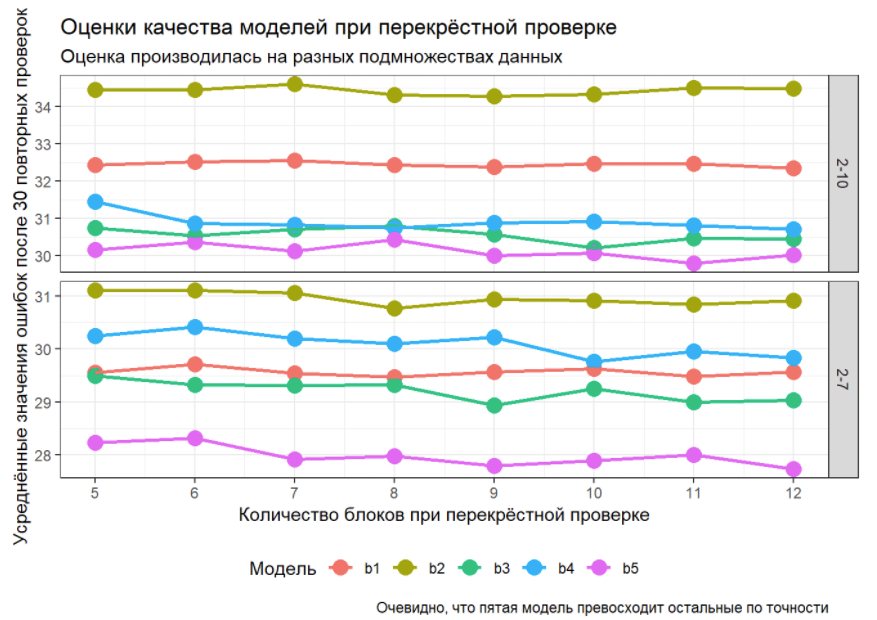 Оценки качества моделей при перекрёстной проверке
Оценка производилась на разных подмножествах данных
Усреднённые значения ошибок после 30 повторных проверок
34
33
32
31
30
2-10
31
30
29
28
2-7
5 6 7 8 9 10 11 12
Количество блоков при перекрёстной проверке
Модель b1 b2 b3 b4 b5
Очевидно, что пятая модель превосходит остальные по точности